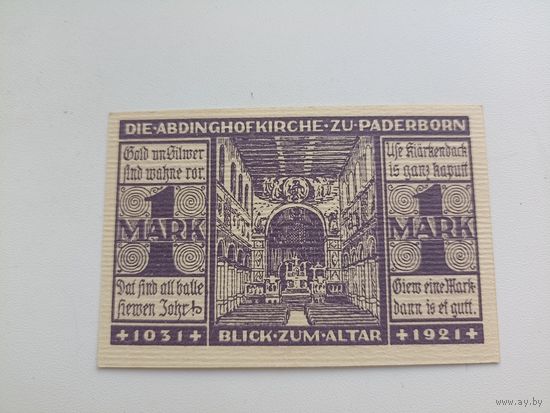 DIE·ABDINGHOFKIRCHE·ZU·PADERBORN
Gold un Silwer
sind wahne ror.
1
MARK
Dat sind all balle
siewen Johr!
+1031+
BLICK·ZUM·ALTAR
Use Kiärkendack
is ganz kaputt
1
MARK
Giew eine Mark
dann is et gutt.
+1921+
www.ay.by